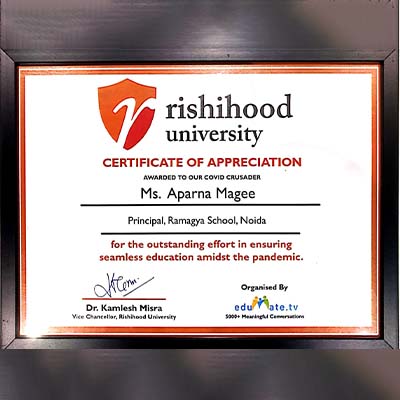 rishihood
university
CERTIFICATE OF APPRECIATION
AWARDED TO OUR COVID CRUSADER
Ms. Aparna Magee
Principal, Ramagya School, Noida
for the outstanding effort in ensuring
seamless education amidst the pandemic.
Dr. Kamlesh Misra
Vice Chancellor, Rishihood University
Organised By
edumate.tv
5000+ Meaningful Conversations